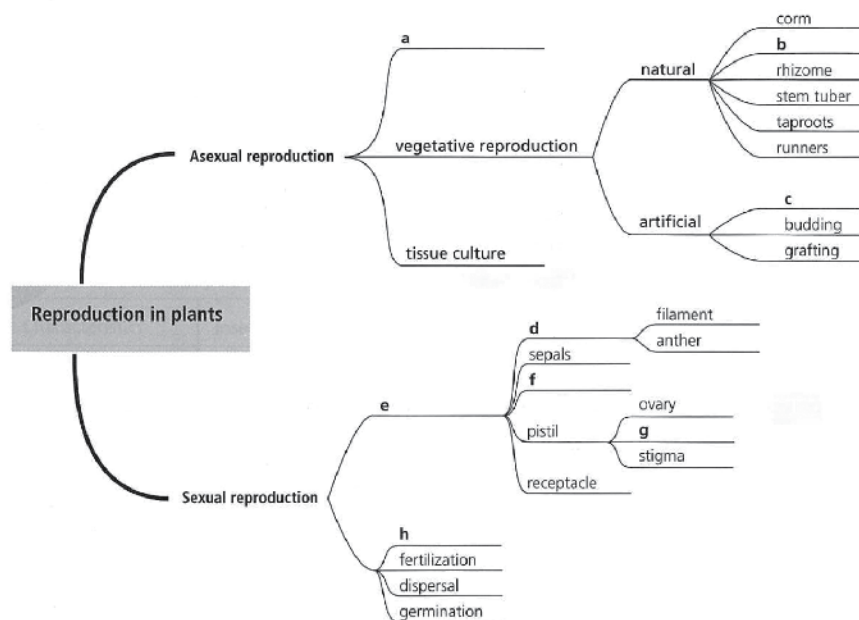 corm
a
b
natural
rhizome
stem tuber
taproots
vegetative reproduction
Asexual reproduction
runners
c
artificial
budding
tissue culture
grafting
Reproduction in plants
filament
d
anther
sepals
f
e
ovary
pistil
g
stigma
receptacle
Sexual reproduction
h
fertilization
dispersal
germination